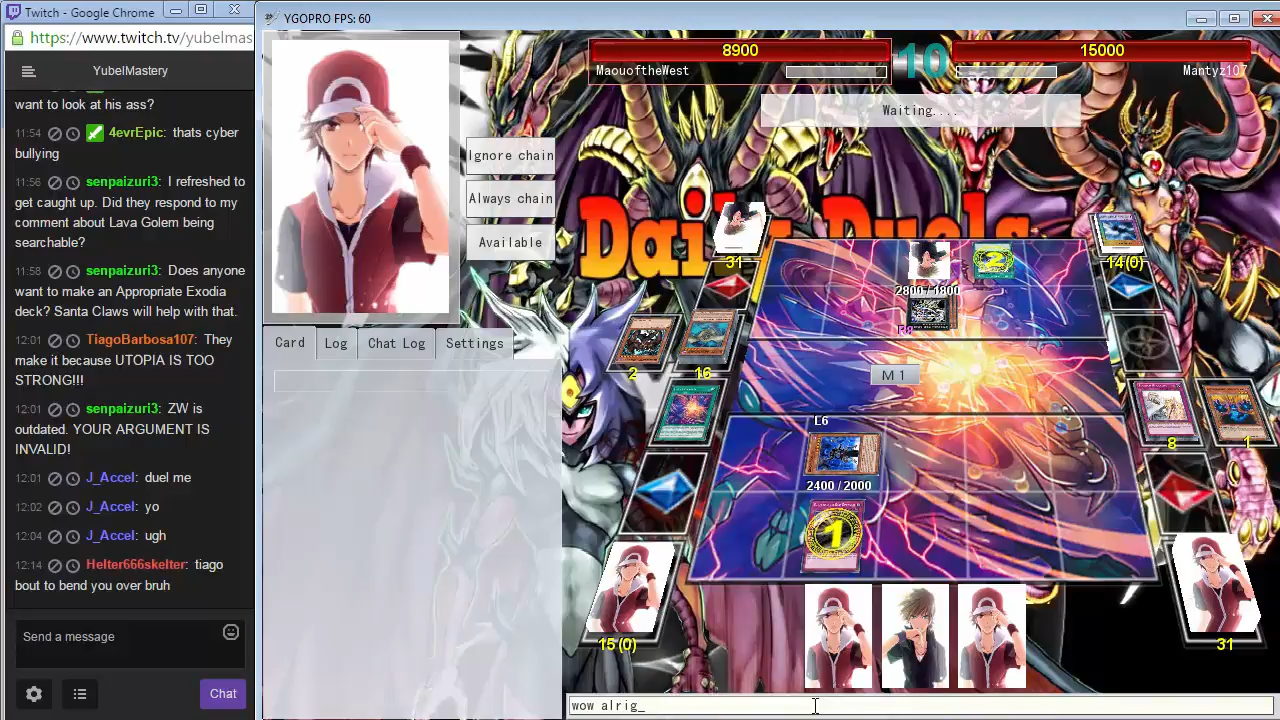 Twitch - Google Chrome
https://www.twitch.tv/yubelmas
YubelMastery
want to look at his ass?
11:54 4evrEpic: thats cyber
bullying
11:56 senpaizuri3: I refreshed to
get caught up. Did they respond to my
comment about Lava Golem being
searchable?
11:58 senpaizuri3: Does anyone
want to make an Appropriate Exodia
deck? Santa Claws will help with that.
12:01 TiagoBarbosa107: They
make it because UTOPIA IS TOO
STRONG!!!
12:01 senpaizuri3: ZW is
outdated. YOUR ARGUMENT IS
INVALID!
12:01 J_Accel: duel me
12:02 J_Accel: yo
12:04 J_Accel: ugh
12:14 Helter666skelter: tiago
bout to bend you over bruh
Send a message
Chat
YGOPRO FPS: 60
Ignore chain
Always chain
Available
Card
Log
Chat Log
Settings
8900
MaouoftheWest
10
15000
Mantyz107
Waiting....
Duels
31
14(0)
2
2800/1800
2
16
M 1
L6
8
1
2400/2000
1
15(0)
31
wow alrig_